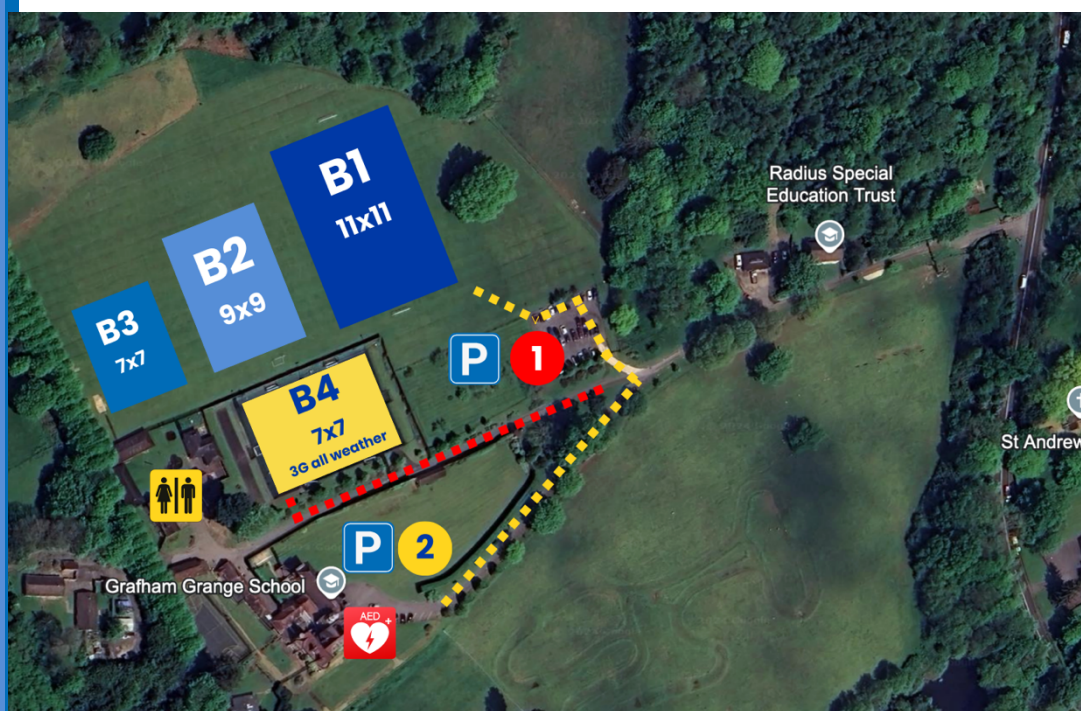 B1
11x11
Radius Special
Education Trust
B2
9x9
B3
7x7
P
1
B4
7x7
3G all weather
St Andrew
P
2
Grafham Grange School
AED